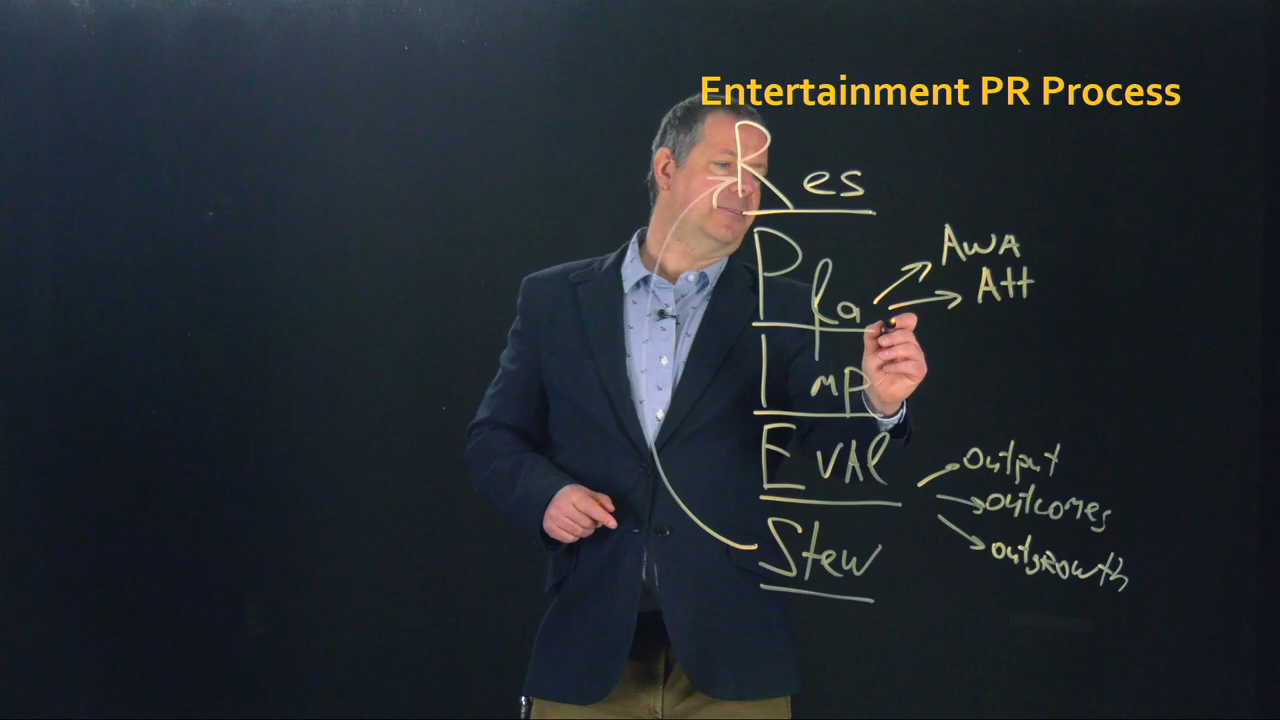 Entertainment PR Process
Res
Pla
AWA
Att
Imp
EVAl
Output
Outcomes
Outgrowth
Stew